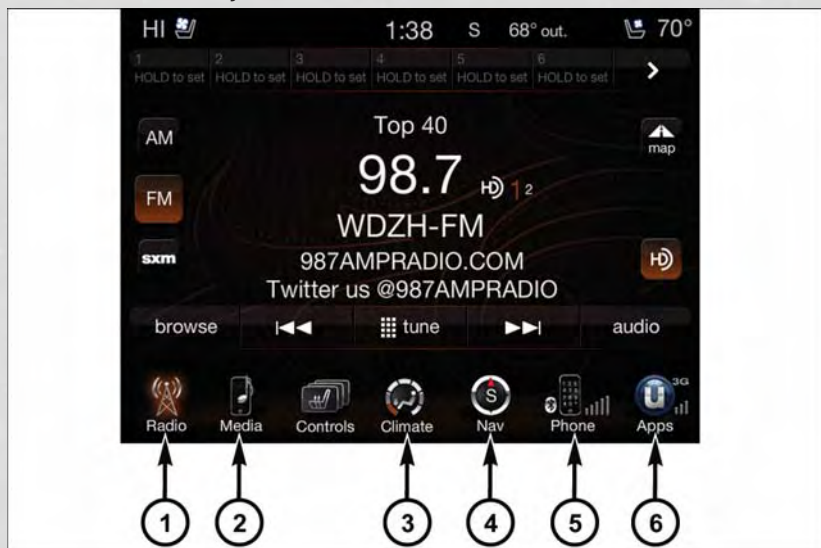 HI 1:38 S 68° out. 70°
1 2 3 4 5 6
HOLD to set HOLD to set HOLD to set HOLD to set HOLD to set HOLD to set
AM Top 40 map
98.7 HD 1 2
FM
WDZH-FM
sxm 987AMPRADIO.COM HD
Twitter us @987AMPRADIO
browse tune audio
S U 3G
Radio Media Controls Climate Nav Phone Apps
1 2 3 4 5 6